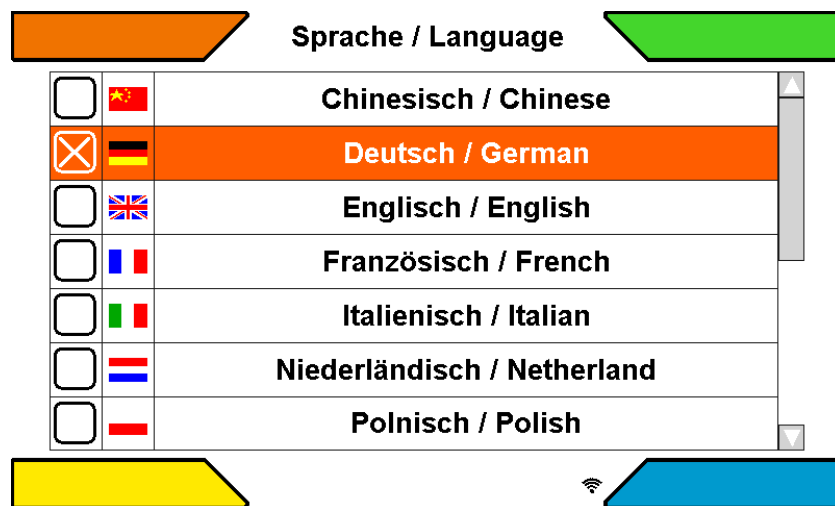 Sprache / Language
Chinesisch / Chinese
Deutsch / German
Englisch / English
Französisch / French
Italienisch / Italian
Niederländisch / Netherland
Polnisch / Polish